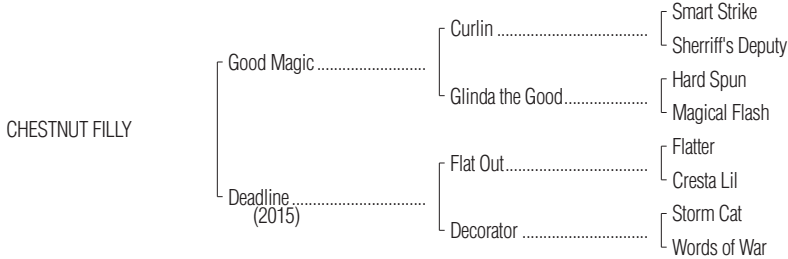 Smart Strike
Curlin ........................................
Sherriff's Deputy
Good Magic ............................
Hard Spun
Glinda the Good......................
Magical Flash
CHESTNUT FILLY
Flatter
Flat Out.....................................
Cresta Lil
Deadline ...................................
(2015)
Storm Cat
Decorator .................................
Words of War